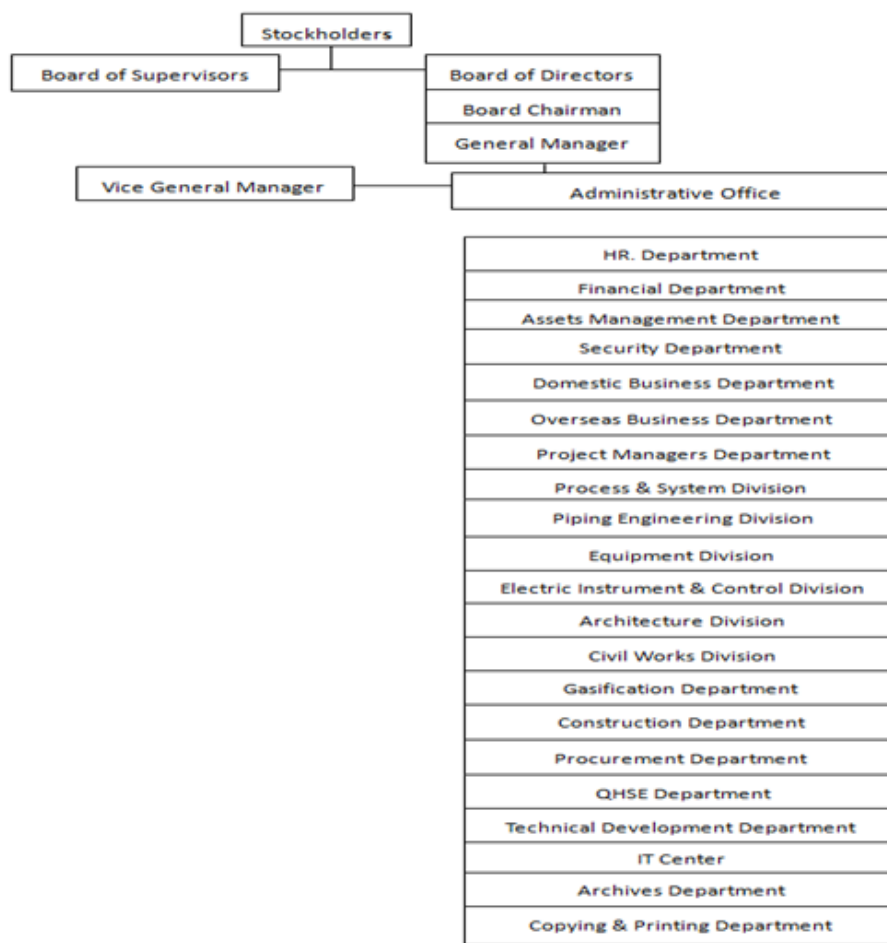 Stockholders
Board of Supervisors
Board of Directors
Board Chairman
General Manager
Vice General Manager
Administrative Office
HR. Department
Financial Department
Assets Management Department
Security Department
Domestic Business Department
Overseas Business Department
Project Managers Department
Process & System Division
Piping Engineering Division
Equipment Division
Electric Instrument & Control Division
Architecture Division
Civil Works Division
Gasification Department
Construction Department
Procurement Department
QHSE Department
Technical Development Department
IT Center
Archives Department
Copying & Printing Department